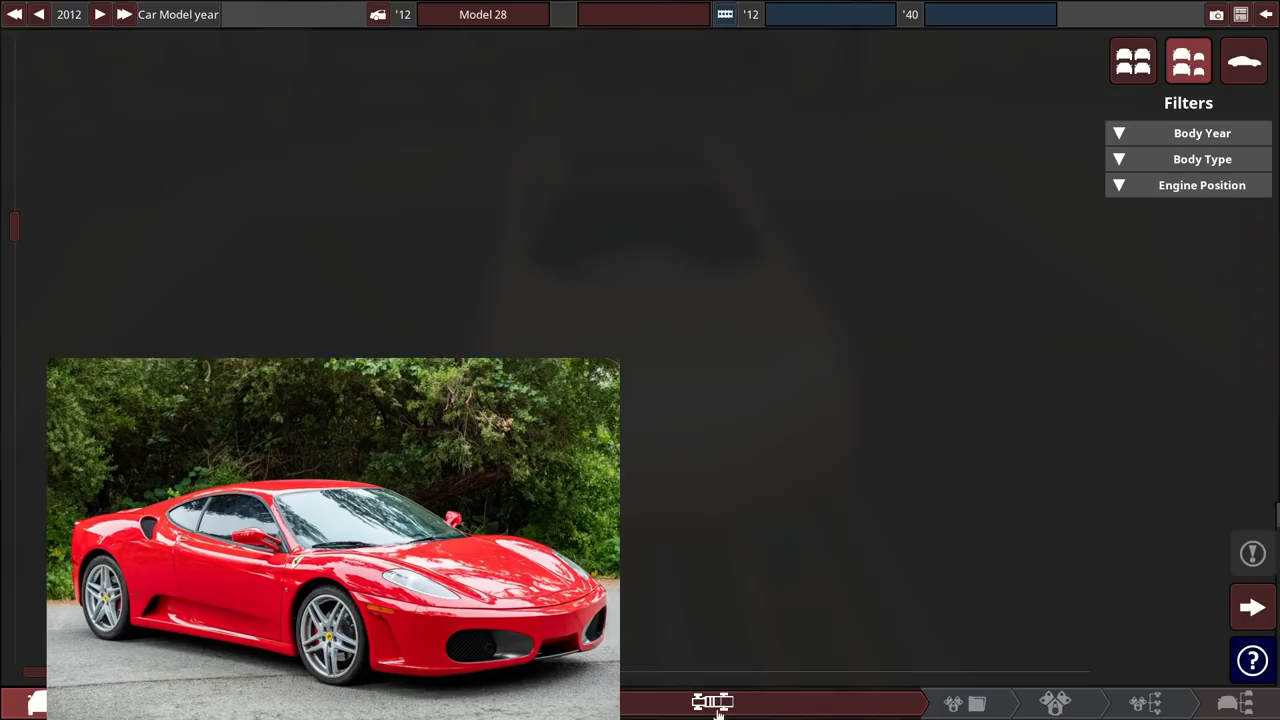 2012 Car Model year '12 Model 28 '12 '40
Filters
Body Year
Body Type
Engine Position